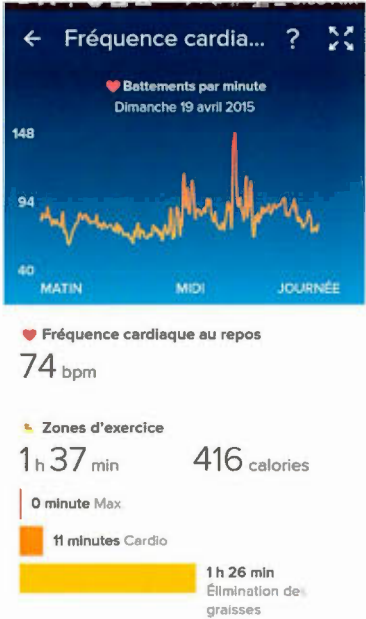 Fréquence cardia... ?
Battements par minute
Dimanche 19 avril 2015
148
94
40
MATIN MIDI JOURNÉE
Fréquence cardiaque au repos
74 bpm
Zones d'exercice
1 h 37 min 416 calories
0 minute Max
11 minutes Cardio
1 h 26 min
Élimination des
graisses